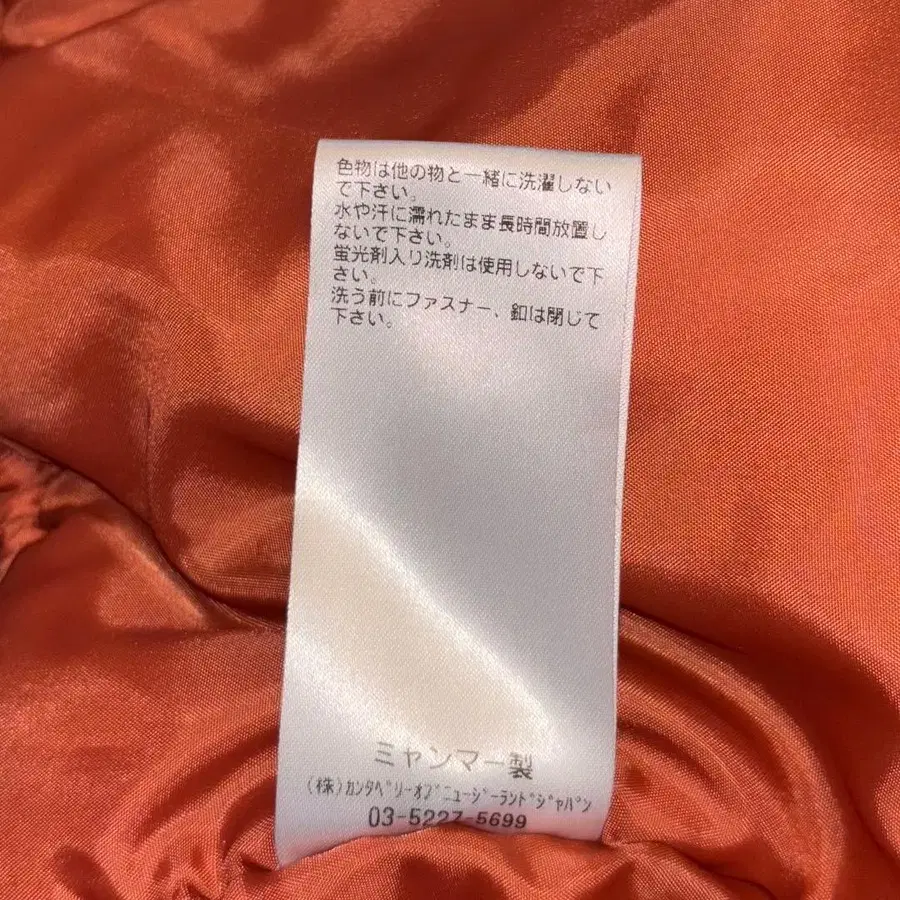 色物は他の物と一緒に洗濯しない
で下さい。
水や汗に濡れたまま長時間放置し
ないで下さい。
蛍光剤入り洗剤は使用しないで下
さい。
洗う前にファスナー、釦は閉じて
下さい。
ミャンマー製
(株)ｶﾝﾀﾍﾞﾘｰｵﾌﾞﾆｭｰｼﾞｰﾗﾝﾄﾞｼﾞｬﾊﾟﾝ
03-5227-5699